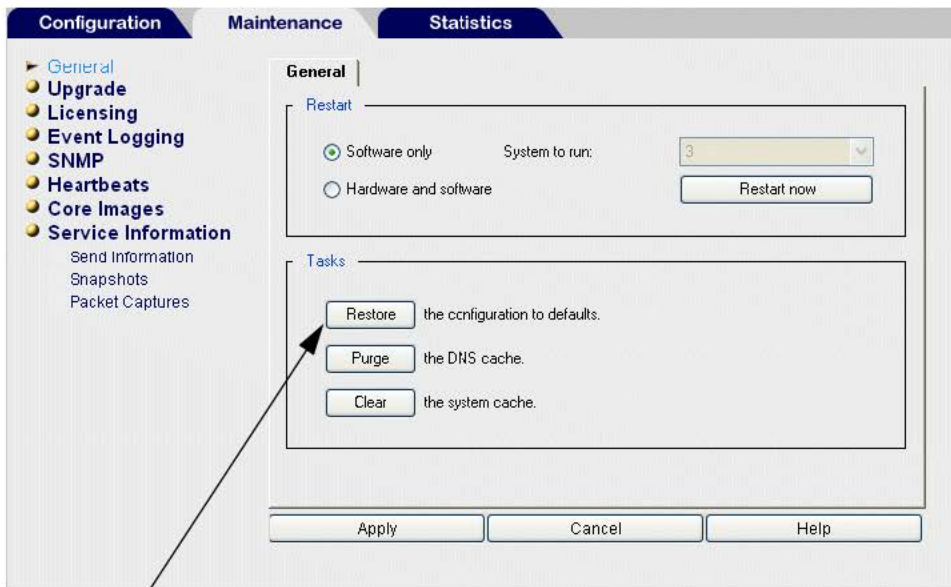 Configuration Maintenance Statistics
General
Upgrade
Licensing
Event Logging
SNMP
Heartbeats
Core Images
Service Information
Send Information
Snapshots
Packet Captures
General
Restart
Software only System to run: 3
Hardware and software Restart now
Tasks
Restore the configuration to defaults.
Purge the DNS cache.
Clear the system cache.
Apply Cancel Help